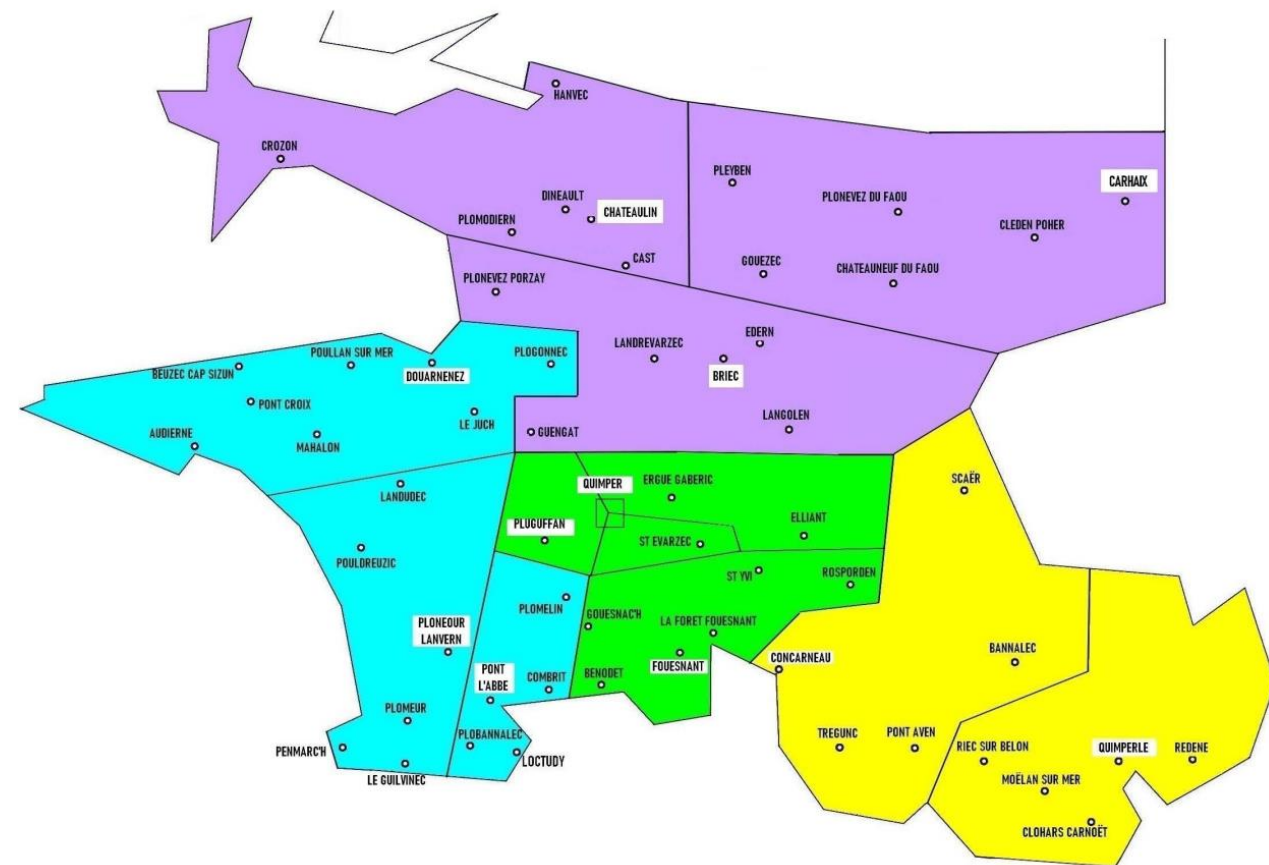 HANVEC
CROZON
PLEYBEN
CARHAIX
DINEAULT
PLONEVEZ DU FAOU
CHATEAULIN
PLOMODIERN
CLEDEN POHER
CAST
GOUEZEC
CHATEAUNEUF DU FAOU
PLONEVEZ PORZAY
EDERN
LANDREVARZEC
POULLAN SUR MER
PLOGONNEC
BEUZEC CAP SIZUN
DOUARNENEZ
BRIEC
PONT CROIX
LE JUCH
LANGOLEN
AUDIERNE
GUENGAT
MAHALON
ERGUE GABERIC
SCAËR
QUIMPER
LANDUDEC
ELLIANT
PLUGUFFAN
ST EVARZEC
POULDREUZIC
ST YVI
ROSPORDEN
PLOMELIN
GOUESNAC'H
LA FORET FOUESNANT
PLONEOUR
LANVERN
BANNALEC
CONCARNEAU
FOUESNANT
PONT
L'ABBE
COMBRIT
BENODET
PLOMEUR
PLOBANNALEC
TREGUNC
PONT AVEN
RIEC SUR BELON
QUIMPERLE
REDENE
PENMARC'H
LOCTUDY
LE GUILVINEC
MOËLAN SUR MER
CLOHARS CARNOËT